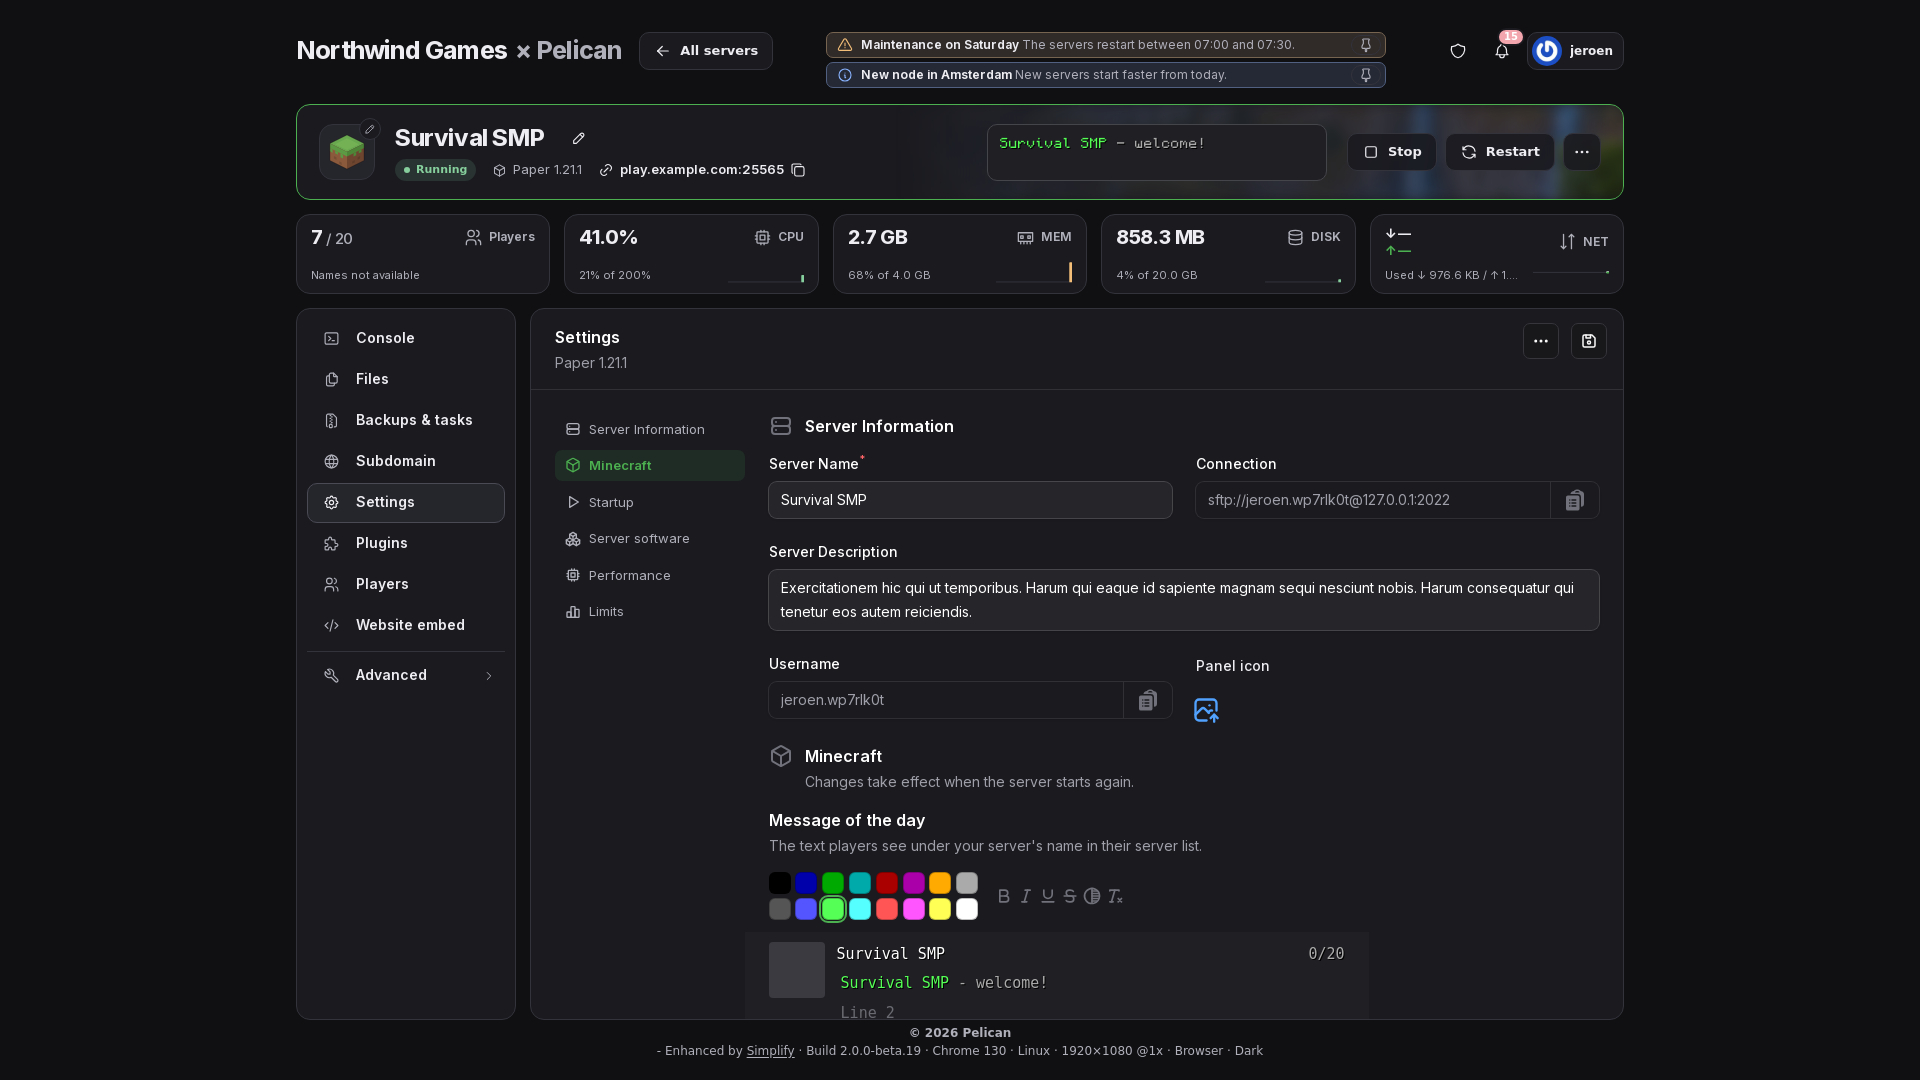 Northwind Games × Pelican
All servers
Maintenance on Saturday The servers restart between 07:00 and 07:30.
New node in Amsterdam New servers start faster from today.
15
jeroen
Survival SMP
Running
Paper 1.21.1
play.example.com:25565
Survival SMP - welcome!
Stop
Restart
7 / 20
Players
Names not available
41.0%
CPU
21% of 200%
2.7 GB
MEM
68% of 4.0 GB
858.3 MB
DISK
4% of 20.0 GB
↓—
↑—
NET
Used ↓ 976.6 KB / ↑ 1....
Console
Files
Backups & tasks
Subdomain
Settings
Plugins
Players
Website embed
Advanced
Settings
Paper 1.21.1
Server Information
Minecraft
Startup
Server software
Performance
Limits
Server Information
Server Name*
Survival SMP
Connection
sftp://jeroen.wp7rlk0t@127.0.0.1:2022
Server Description
Exercitationem hic qui ut temporibus. Harum qui eaque id sapiente magnam sequi nesciunt nobis. Harum consequatur qui
tenetur eos autem reiciendis.
Username
jeroen.wp7rlk0t
Panel icon
Minecraft
Changes take effect when the server starts again.
Message of the day
The text players see under your server's name in their server list.
Survival SMP
0/20
Survival SMP - welcome!
Line 2
© 2026 Pelican
- Enhanced by Simplify · Build 2.0.0-beta.19 · Chrome 130 · Linux · 1920×1080 @1x · Browser · Dark